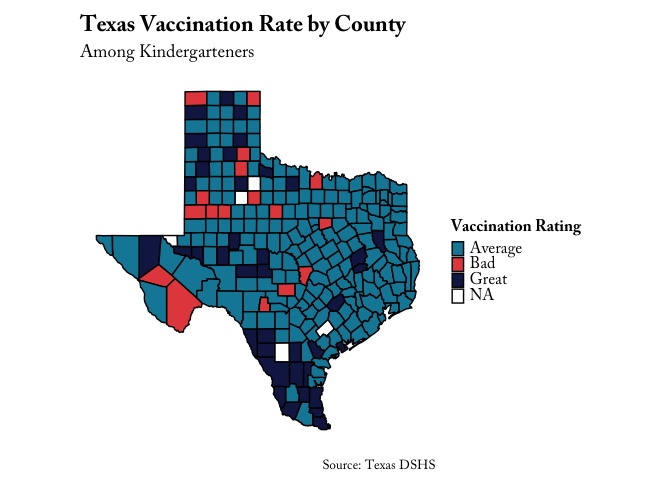 Texas Vaccination Rate by County
Among Kindergarteners
Vaccination Rating
Average
Bad
Great
NA
Source: Texas DSHS